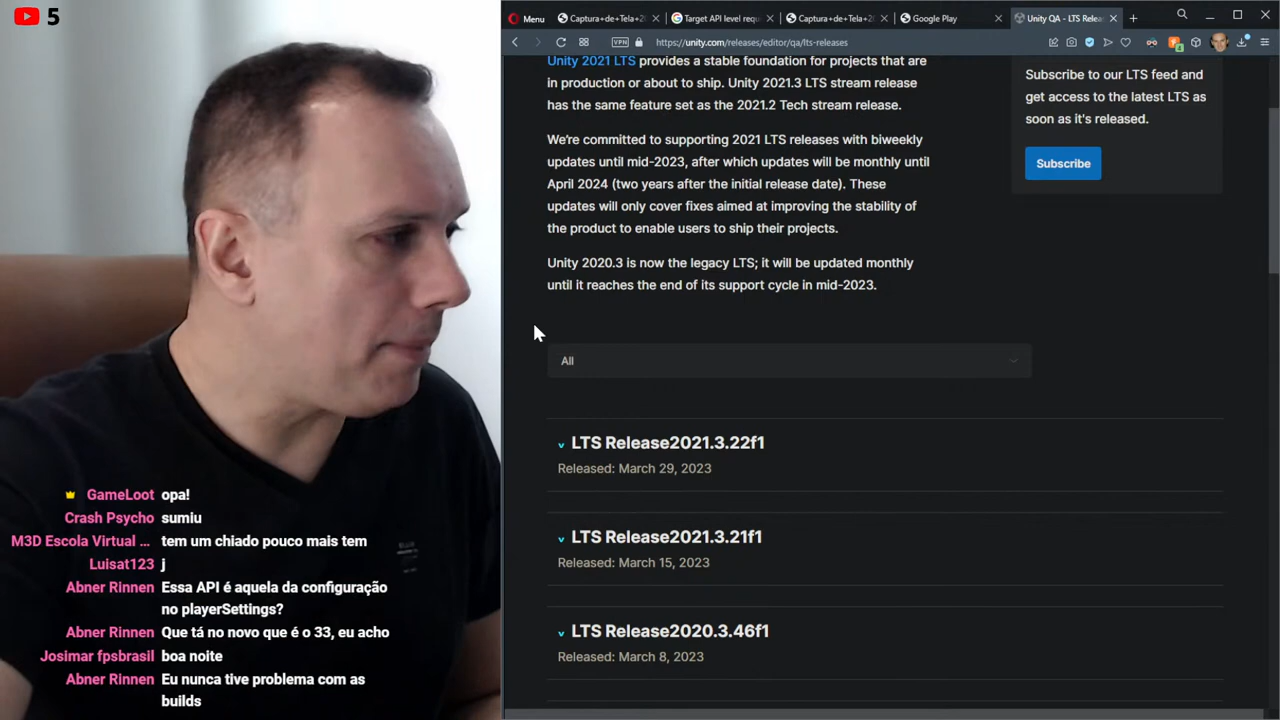 5
Menu
Captura+de+Tela+2
Target API level requ
Captura+de+Tela+2
Google Play
Unity QA - LTS Relea
VPN
https://unity.com/releases/editor/qa/lts-releases
4
Unity 2021 LTS provides a stable foundation for projects that are
in production or about to ship. Unity 2021.3 LTS stream release
has the same feature set as the 2021.2 Tech stream release.
We're committed to supporting 2021 LTS releases with biweekly
updates until mid-2023, after which updates will be monthly until
April 2024 (two years after the initial release date). These
updates will only cover fixes aimed at improving the stability of
the product to enable users to ship their projects.
Unity 2020.3 is now the legacy LTS; it will be updated monthly
until it reaches the end of its support cycle in mid-2023.
Subscribe to our LTS feed and
get access to the latest LTS as
soon as it's released.
Subscribe
All
LTS Release2021.3.22f1
Released: March 29, 2023
LTS Release2021.3.21f1
Released: March 15, 2023
LTS Release2020.3.46f1
Released: March 8, 2023
GameLoot opa!
Crash Psycho sumiu
M3D Escola Virtual ... tem um chiado pouco mais tem
Luisat123 j
Abner Rinnen Essa API é aquela da configuração
no playerSettings?
Abner Rinnen Que tá no novo que é o 33, eu acho
Josimar fpsbrasil boa noite
Abner Rinnen Eu nunca tive problema com as
builds